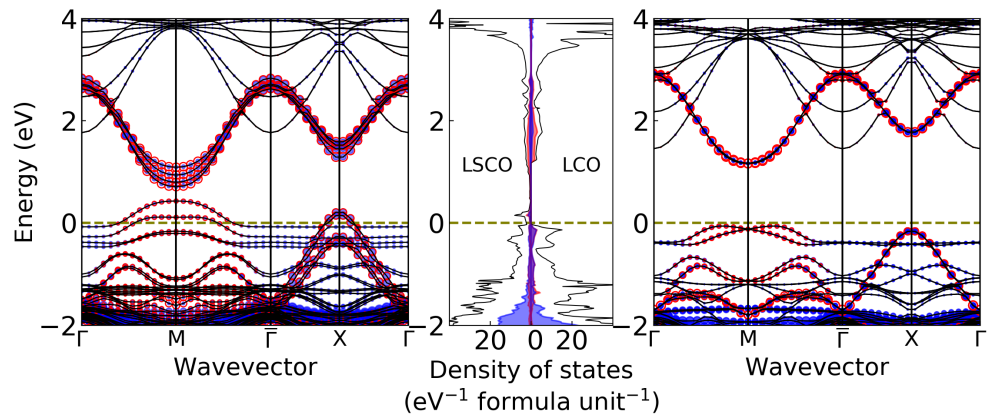 4
2
0
−2
Energy (eV)
Γ M Γ̅ X Γ
Wavevector
4
2
0
−2
LSCO LCO
20 0 20
Density of states
(eV⁻¹ formula unit⁻¹)
4
2
0
−2
Γ M Γ̅ X Γ
Wavevector